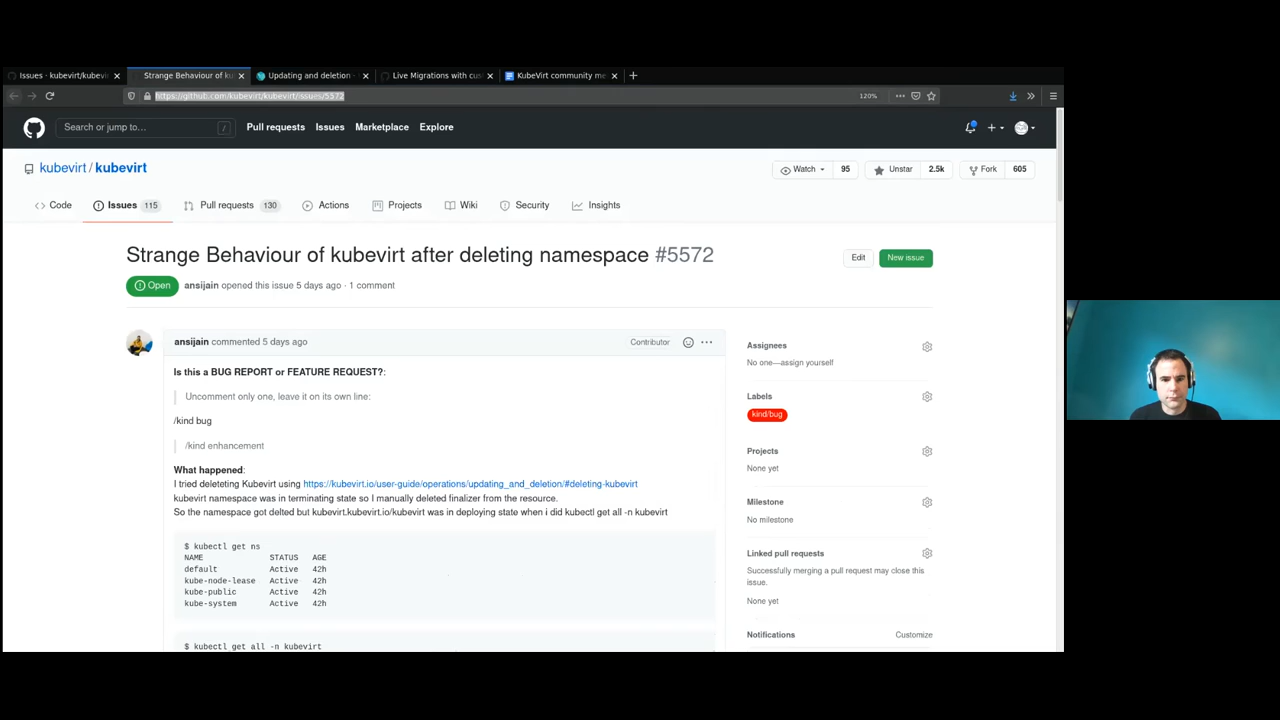 Issues · kubevirt/kubevi
Strange Behaviour of ku
Updating and deletion -
Live Migrations with cus
KubeVirt community me
https://github.com/kubevirt/kubevirt/issues/5572
120%
Search or jump to…
/
Pull requests
Issues
Marketplace
Explore
kubevirt / kubevirt
Watch 95
Unstar 2.5k
Fork 605
Code
Issues 115
Pull requests 130
Actions
Projects
Wiki
Security
Insights
Strange Behaviour of kubevirt after deleting namespace #5572
Edit
New issue
Open
ansijain opened this issue 5 days ago · 1 comment
ansijain commented 5 days ago
Contributor
Is this a BUG REPORT or FEATURE REQUEST?:
Uncomment only one, leave it on its own line:
/kind bug
/kind enhancement
What happened:
I tried deleteting Kubevirt using https://kubevirt.io/user-guide/operations/updating_and_deletion/#deleting-kubevirt
kubevirt namespace was in terminating state so I manually deleted finalizer from the resource.
So the namespace got delted but kubevirt.kubevirt.io/kubevirt was in deploying state when i did kubectl get all -n kubevirt
$ kubectl get ns
NAME STATUS AGE
default Active 42h
kube-node-lease Active 42h
kube-public Active 42h
kube-system Active 42h
$ kubectl get all -n kubevirt
Assignees
No one—assign yourself
Labels
kind/bug
Projects
None yet
Milestone
No milestone
Linked pull requests
Successfully merging a pull request may close this
issue.
None yet
Notifications
Customize